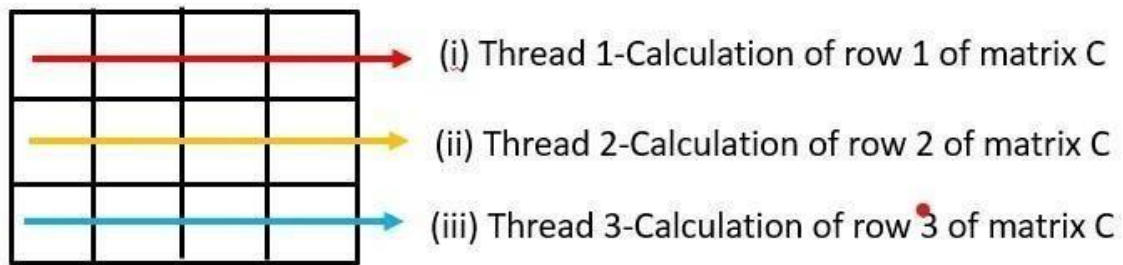 (i) Thread 1-Calculation of row 1 of matrix C
(ii) Thread 2-Calculation of row 2 of matrix C
(iii) Thread 3-Calculation of row 3 of matrix C